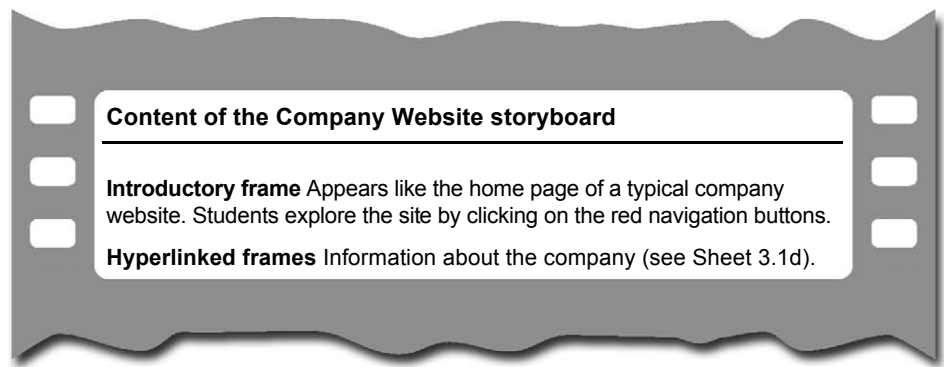 Content of the Company Website storyboard
Introductory frame Appears like the home page of a typical company
website. Students explore the site by clicking on the red navigation buttons.
Hyperlinked frames Information about the company (see Sheet 3.1d).